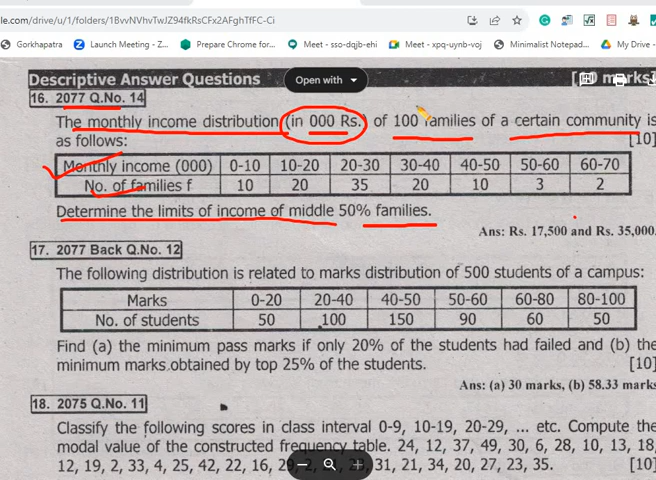 le.com/drive/u/1/folders/1BvvNVhvTwJZ94fkRsCFx2AFghTfFC-Ci
Gorkhapatra Launch Meeting - Z... Prepare Chrome for... Meet - sso-dqjb-ehi Meet - xpq-uynb-voj Minimalist Notepad... My Drive -
Descriptive Answer Questions
Open with
marks]
16. 2077 Q.No. 14
The monthly income distribution (in 000 Rs.) of 100 families of a certain community is
as follows: [10]
Monthly income (000) 0-10 10-20 20-30 30-40 40-50 50-60 60-70
No. of families f 10 20 35 20 10 3 2
Determine the limits of income of middle 50% families.
Ans: Rs. 17,500 and Rs. 35,000.
17. 2077 Back Q.No. 12
The following distribution is related to marks distribution of 500 students of a campus:
Marks 0-20 20-40 40-50 50-60 60-80 80-100
No. of students 50 100 150 90 60 50
Find (a) the minimum pass marks if only 20% of the students had failed and (b) the
minimum marks obtained by top 25% of the students. [10]
Ans: (a) 30 marks, (b) 58.33 marks
18. 2075 Q.No. 11
Classify the following scores in class interval 0-9, 10-19, 20-29, ... etc. Compute the
modal value of the constructed frequency table. 24, 12, 37, 49, 30, 6, 28, 10, 13, 18,
12, 19, 2, 33, 4, 25, 42, 22, 16, 31, 21, 34, 20, 27, 23, 35. [10]